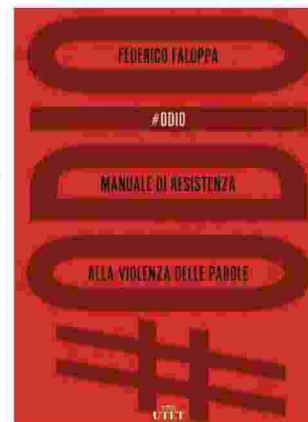 FEDERICO FALOPPA
#ODIO
MANUALE DI RESISTENZA
ALLA VIOLENZA DELLE PAROLE
UTET